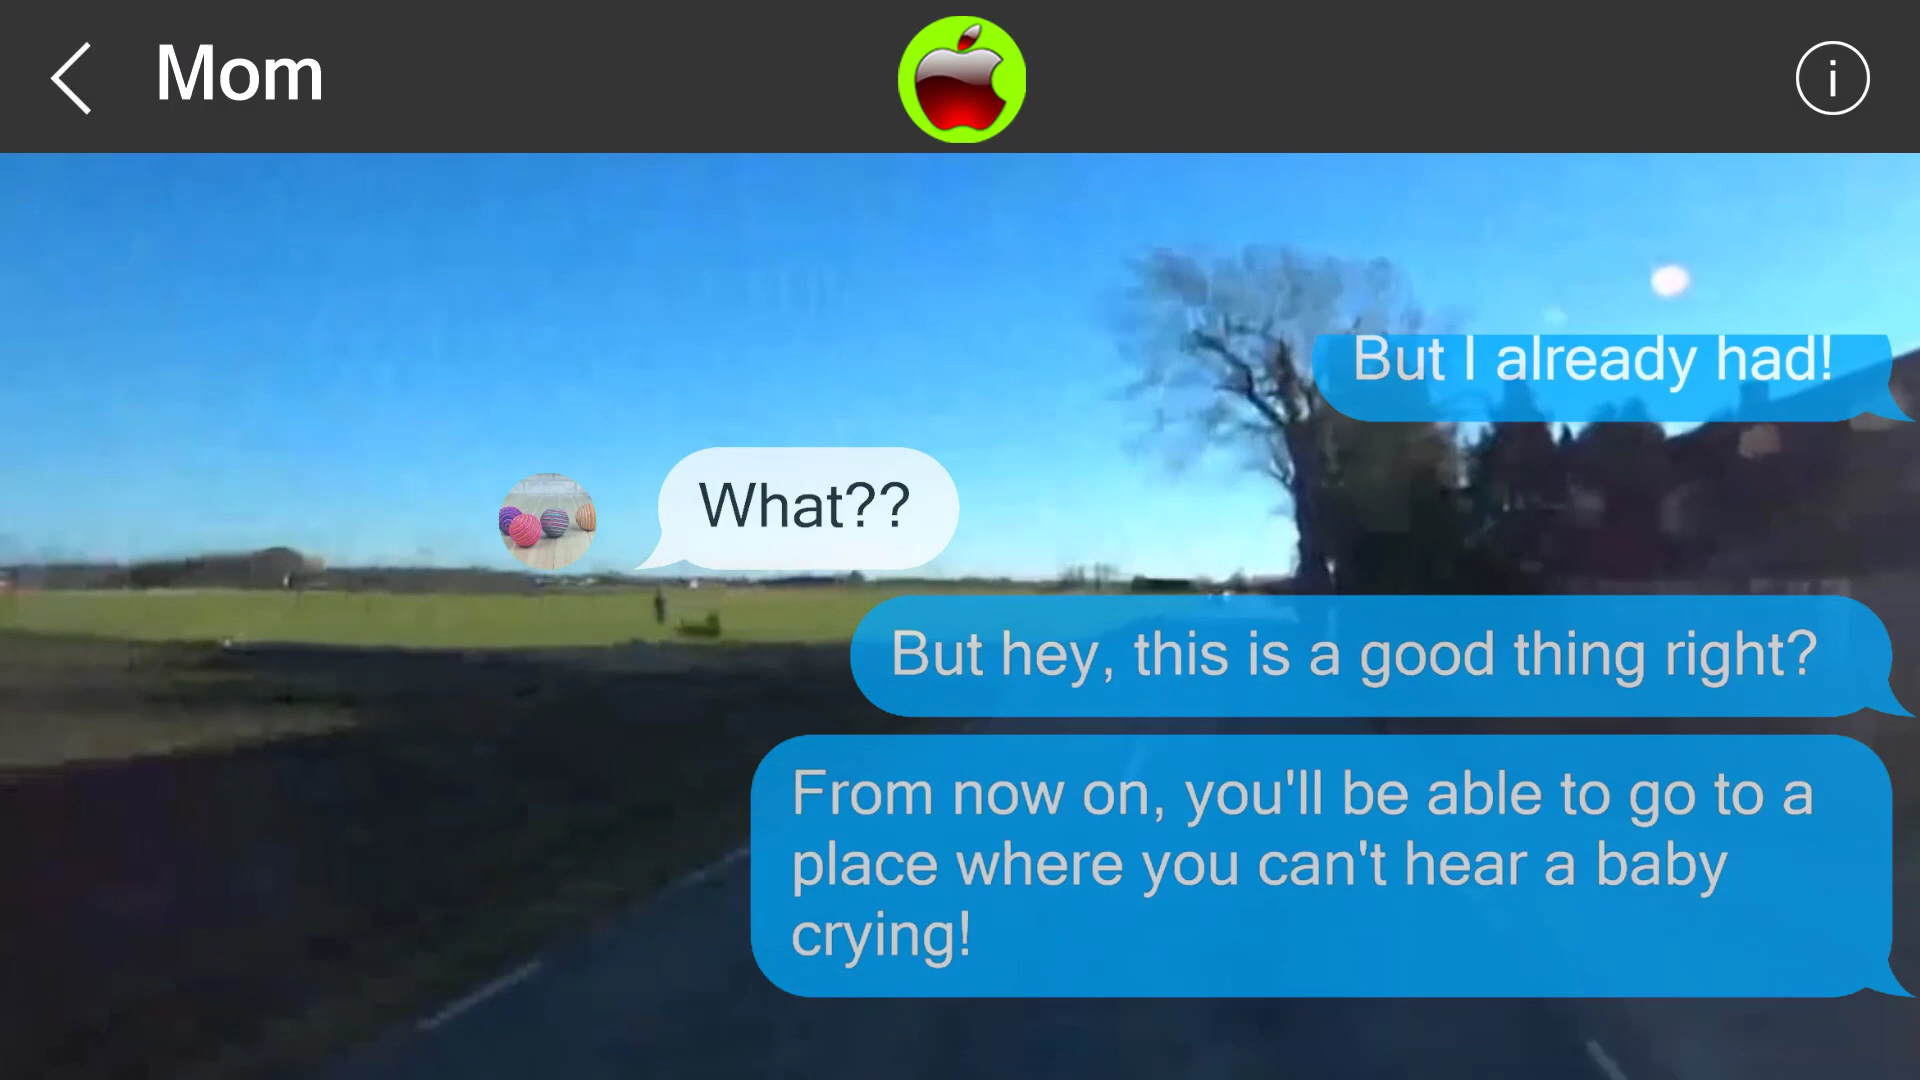 Mom
i
But I already had!
What??
But hey, this is a good thing right?
From now on, you'll be able to go to a
place where you can't hear a baby
crying!